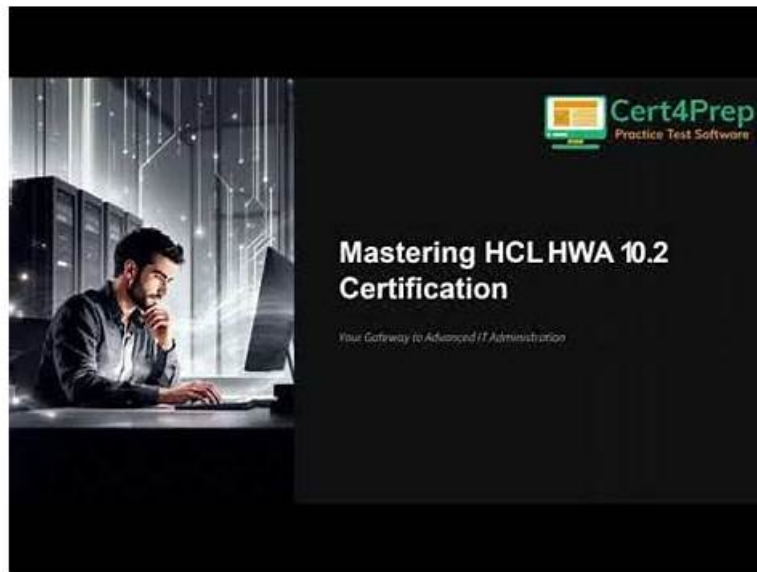 Cert4Prep
Practice Test Software
Mastering HCL HWA 10.2
Certification
Your Gateway to Advanced IT Administration